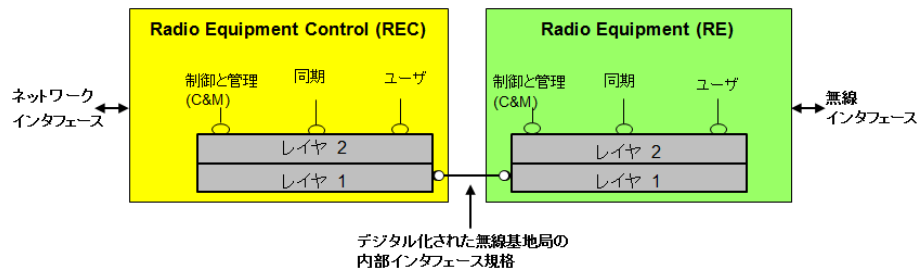 Radio Equipment Control (REC)
Radio Equipment (RE)
ネットワーク
インタフェース
制御と管理
(C&M)
同期
ユーザ
レイヤ 2
レイヤ 1
制御と管理
(C&M)
同期
ユーザ
レイヤ 2
レイヤ 1
無線
インタフェース
デジタル化された無線基地局の
内部インタフェース規格